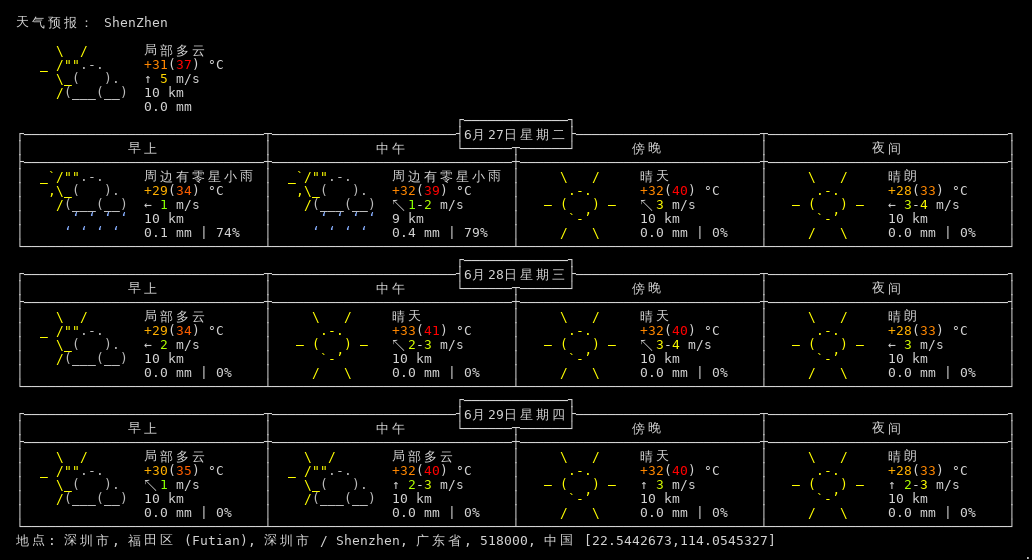 天气预报： ShenZhen
局部多云
+31(37) °C
↑ 5 m/s
10 km
0.0 mm
6月27日星期二
早上 中午 傍晚 夜间
周边有零星小雨 周边有零星小雨 晴天 晴朗
+29(34) °C +32(39) °C +32(40) °C +28(33) °C
← 1 m/s ↖ 1-2 m/s ↖ 3 m/s ← 3-4 m/s
10 km 9 km 10 km 10 km
0.1 mm | 74% 0.4 mm | 79% 0.0 mm | 0% 0.0 mm | 0%
6月28日星期三
早上 中午 傍晚 夜间
局部多云 晴天 晴天 晴朗
+29(34) °C +33(41) °C +32(40) °C +28(33) °C
← 2 m/s ↖ 2-3 m/s ↖ 3-4 m/s ← 3 m/s
10 km 10 km 10 km 10 km
0.0 mm | 0% 0.0 mm | 0% 0.0 mm | 0% 0.0 mm | 0%
6月29日星期四
早上 中午 傍晚 夜间
局部多云 局部多云 晴天 晴朗
+30(35) °C +32(40) °C +32(40) °C +28(33) °C
↖ 1 m/s ↑ 2-3 m/s ↑ 3 m/s ↑ 2-3 m/s
10 km 10 km 10 km 10 km
0.0 mm | 0% 0.0 mm | 0% 0.0 mm | 0% 0.0 mm | 0%
地点: 深圳市, 福田区 (Futian), 深圳市 / Shenzhen, 广东省, 518000, 中国 [22.5442673,114.0545327]